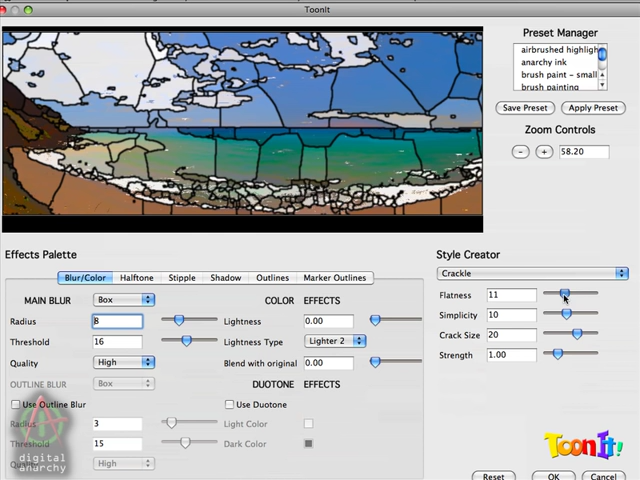 ToonIt
Preset Manager
airbrushed highligh
anarchy ink
brush paint - small
brush painting
Save Preset
Apply Preset
Zoom Controls
- + 58.20
Effects Palette
Style Creator
Blur/Color Halftone Stipple Shadow Outlines Marker Outlines
Crackle
MAIN BLUR Box
COLOR EFFECTS
Flatness 11
Radius 8
Lightness 0.00
Simplicity 10
Threshold 16
Lightness Type Lighter 2
Crack Size 20
Quality High
Blend with original 0.00
Strength 1.00
OUTLINE BLUR Box
DUOTONE EFFECTS
Use Outline Blur
Use Duotone
Radius 3
Light Color
Threshold 15
Dark Color
Quality High
digital
anarchy
ToonIt!
Reset OK Cancel